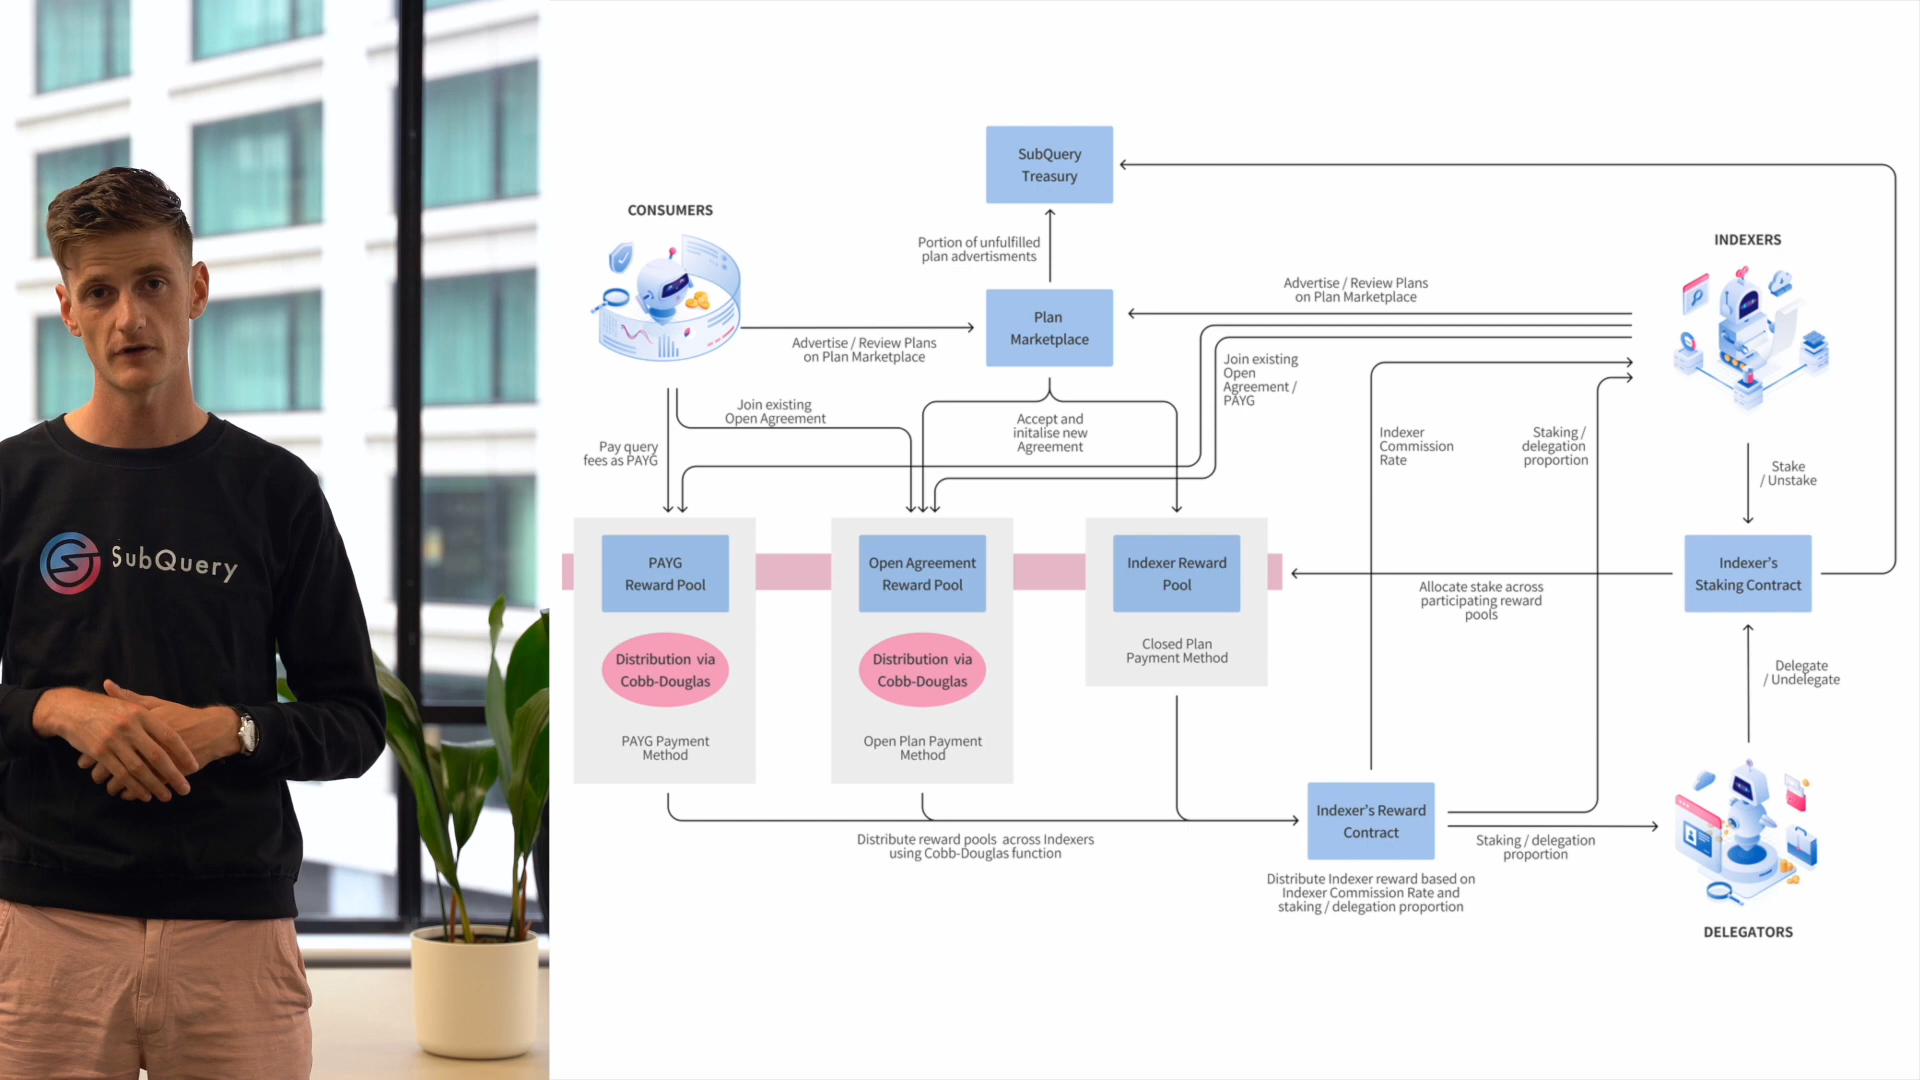 SubQuery
SubQuery
Treasury
CONSUMERS
Portion of unfulfilled
plan advertisments
INDEXERS
Advertise / Review Plans
on Plan Marketplace
Plan
Marketplace
Advertise / Review Plans
on Plan Marketplace
Join existing
Open
Agreement /
PAYG
Join existing
Open Agreement
Accept and
initalise new
Agreement
Pay query
fees as PAYG
Indexer
Commission
Rate
Staking /
delegation
proportion
Stake
/ Unstake
PAYG
Reward Pool
Open Agreement
Reward Pool
Indexer Reward
Pool
Indexer's
Staking Contract
Allocate stake across
participating reward
pools
Distribution via
Cobb-Douglas
Distribution via
Cobb-Douglas
Closed Plan
Payment Method
Delegate
/ Undelegate
PAYG Payment
Method
Open Plan Payment
Method
Distribute reward pools across Indexers
using Cobb-Douglas function
Indexer's Reward
Contract
Staking / delegation
proportion
Distribute Indexer reward based on
Indexer Commission Rate and
staking / delegation proportion
DELEGATORS